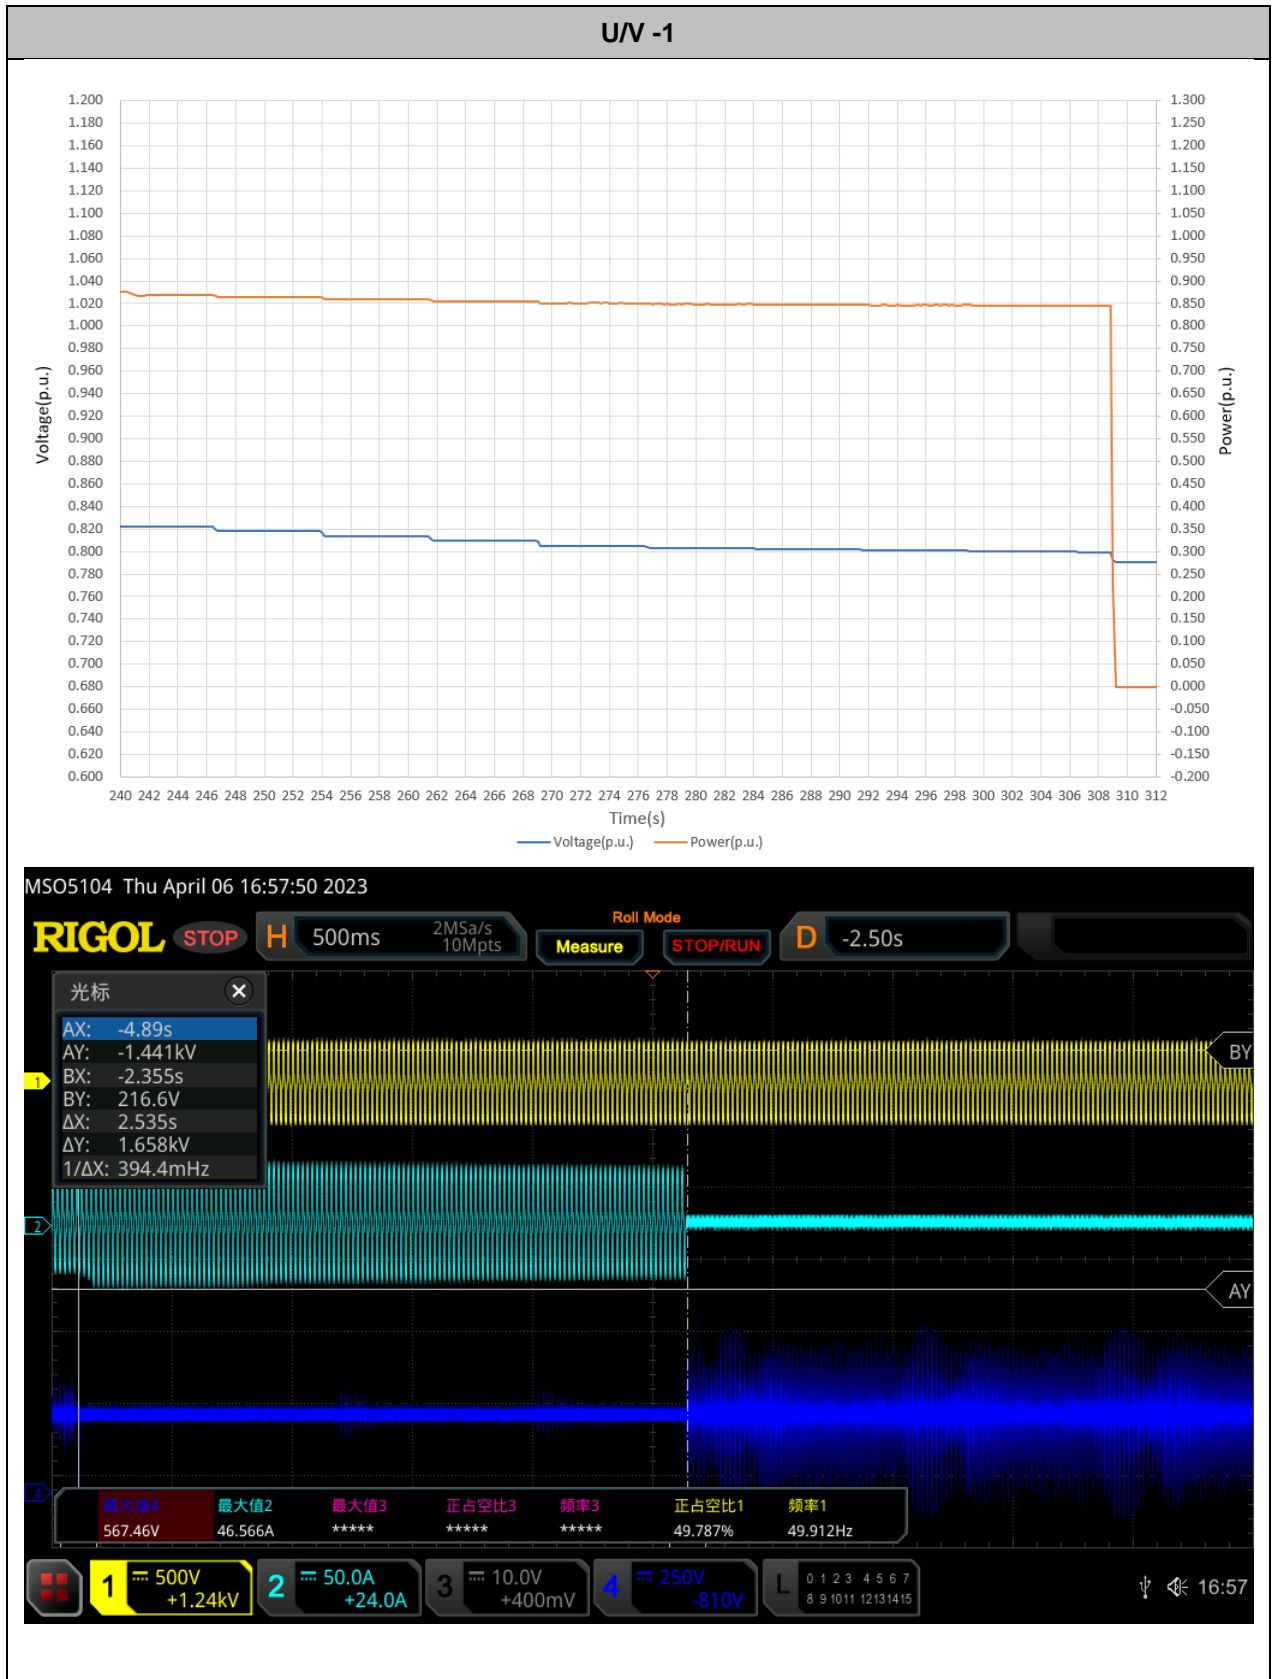 U/V -1
1.200
1.180
1.160
1.140
1.120
1.100
1.080
1.060
1.040
1.020
1.000
0.980
0.960
0.940
0.920
0.900
0.880
0.860
0.840
0.820
0.800
0.780
0.760
0.740
0.720
0.700
0.680
0.660
0.640
0.620
0.600
Voltage(p.u.)
1.300
1.250
1.200
1.150
1.100
1.050
1.000
0.950
0.900
0.850
0.800
0.750
0.700
0.650
0.600
0.550
0.500
0.450
0.400
0.350
0.300
0.250
0.200
0.150
0.100
0.050
0.000
-0.050
-0.100
-0.150
-0.200
Power(p.u.)
240 242 244 246 248 250 252 254 256 258 260 262 264 266 268 270 272 274 276 278 280 282 284 286 288 290 292 294 296 298 300 302 304 306 308 310 312
Time(s)
Voltage(p.u.) Power(p.u.)
MSO5104 Thu April 06 16:57:50 2023
RIGOL STOP H 500ms 2MSa/s 10Mpts Roll Mode Measure STOP/RUN D -2.50s
光标
AX: -4.89s
AY: -1.441kV
BX: -2.355s
BY: 216.6V
ΔX: 2.535s
ΔY: 1.658kV
1/ΔX: 394.4mHz
BY
1
2
AY
4
最大值4 最大值2 最大值3 正占空比3 频率3 正占空比1 频率1
567.46V 46.566A ***** ***** ***** 49.787% 49.912Hz
1 500V +1.24kV
2 50.0A +24.0A
3 10.0V +400mV
4 250V -810V
L 0 1 2 3 4 5 6 7
8 9 10 11 12 13 14 15
16:57